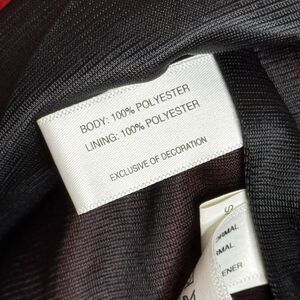 BODY: 100% POLYESTER
LINING: 100% POLYESTER
EXCLUSIVE OF DECORATION
S